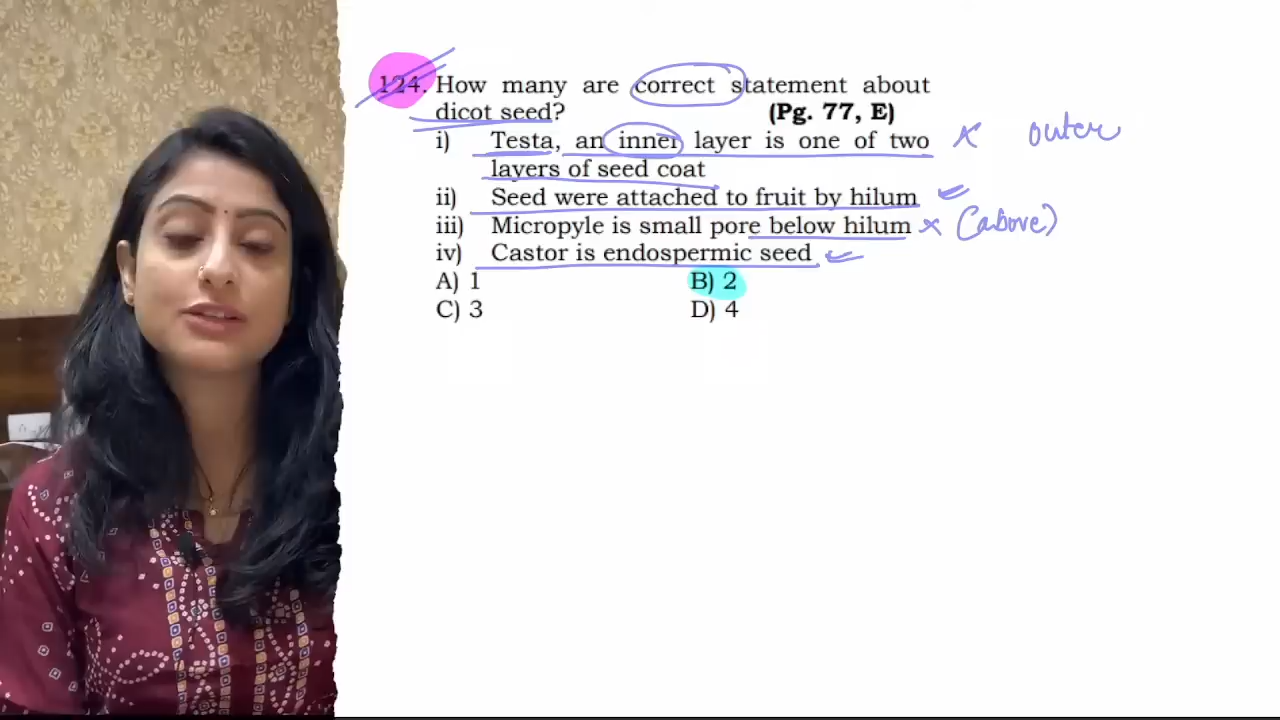 124. How many are correct statement about
dicot seed? (Pg. 77, E)
i) Testa, an inner layer is one of two × outer
layers of seed coat
ii) Seed were attached to fruit by hilum
iii) Micropyle is small pore below hilum × (above)
iv) Castor is endospermic seed
A) 1 B) 2
C) 3 D) 4